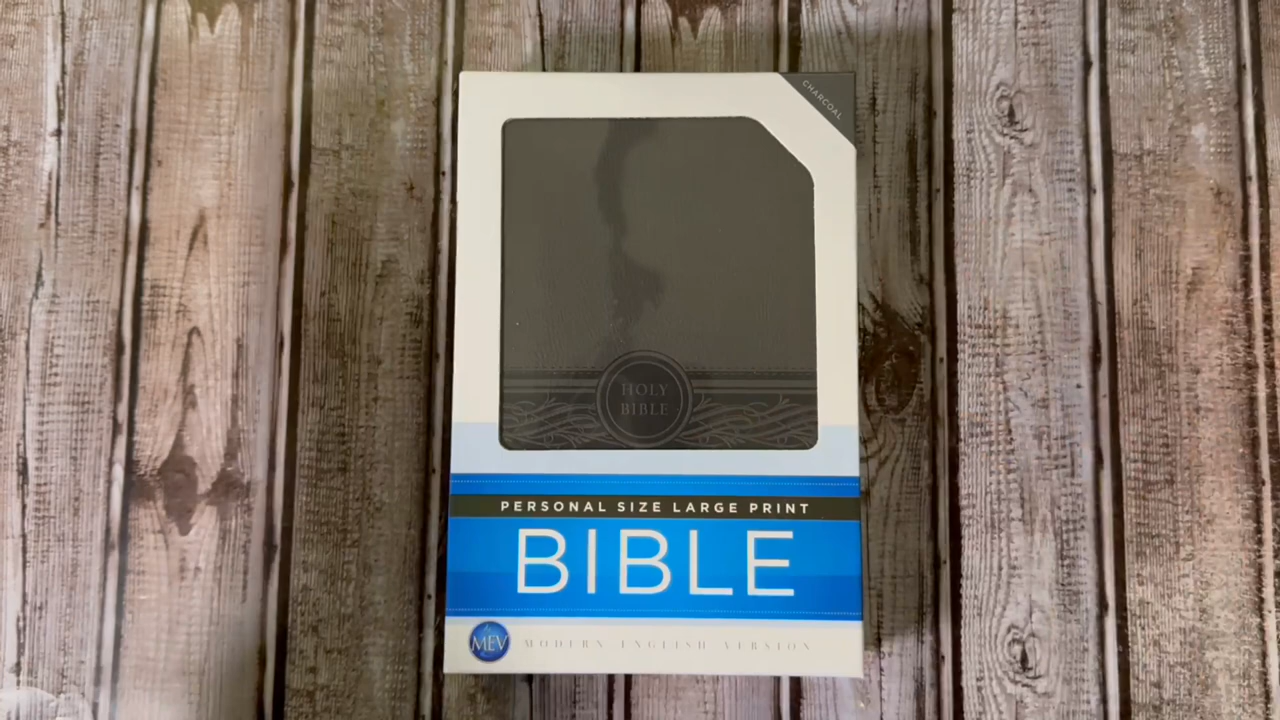 CHARCOAL
HOLY
BIBLE
PERSONAL SIZE LARGE PRINT
BIBLE
MEV MODERN ENGLISH VERSION